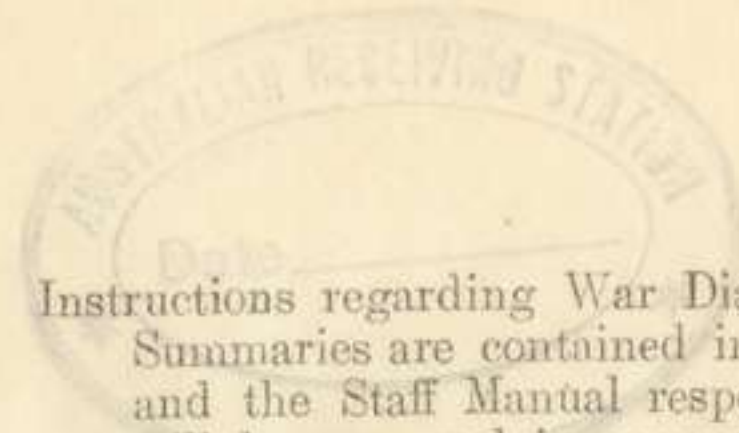 AUSTRALIAN RECEIVING STATION
Date
Instructions regarding War Dia
Summaries are contained in
and the Staff Manual resp